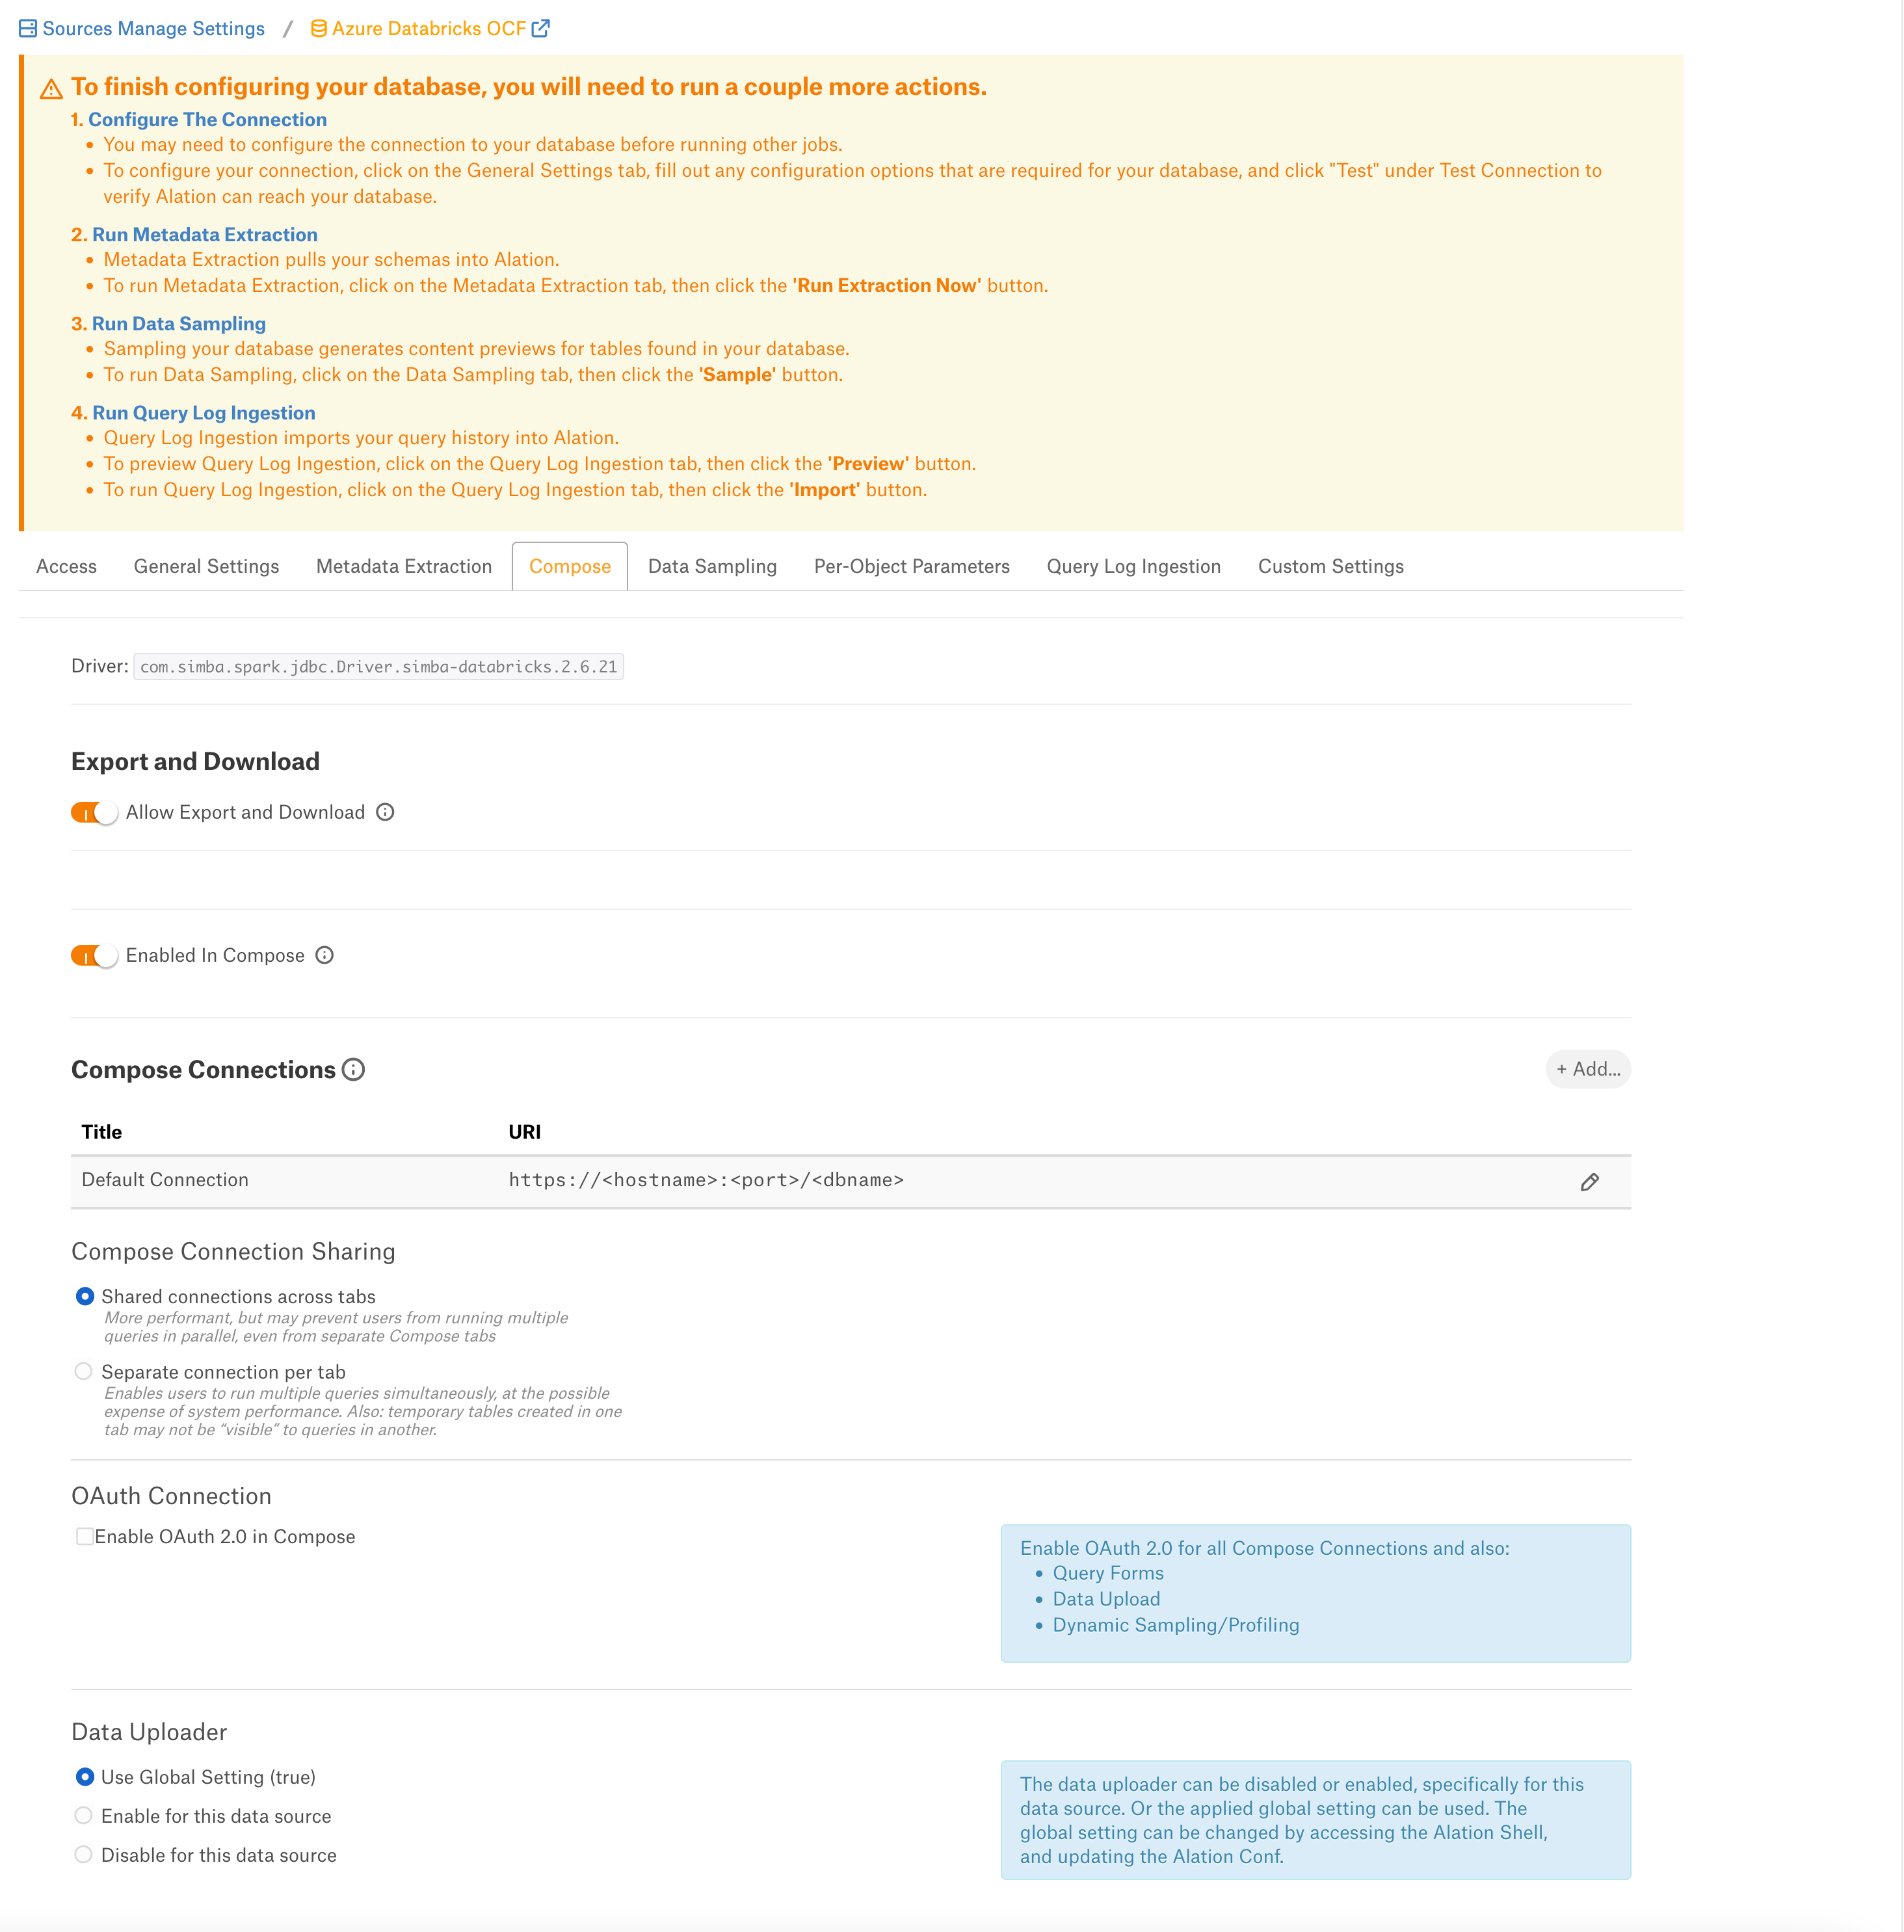 Sources Manage Settings / Azure Databricks OCF
To finish configuring your database, you will need to run a couple more actions.
1. Configure The Connection
• You may need to configure the connection to your database before running other jobs.
• To configure your connection, click on the General Settings tab, fill out any configuration options that are required for your database, and click "Test" under Test Connection to
verify Alation can reach your database.
2. Run Metadata Extraction
• Metadata Extraction pulls your schemas into Alation.
• To run Metadata Extraction, click on the Metadata Extraction tab, then click the 'Run Extraction Now' button.
3. Run Data Sampling
• Sampling your database generates content previews for tables found in your database.
• To run Data Sampling, click on the Data Sampling tab, then click the 'Sample' button.
4. Run Query Log Ingestion
• Query Log Ingestion imports your query history into Alation.
• To preview Query Log Ingestion, click on the Query Log Ingestion tab, then click the 'Preview' button.
• To run Query Log Ingestion, click on the Query Log Ingestion tab, then click the 'Import' button.
Access General Settings Metadata Extraction Compose Data Sampling Per-Object Parameters Query Log Ingestion Custom Settings
Driver: com.simba.spark.jdbc.Driver.simba-databricks.2.6.21
Export and Download
Allow Export and Download
Enabled In Compose
Compose Connections
+ Add...
Title URI
Default Connection https://<hostname>:<port>/<dbname>
Compose Connection Sharing
Shared connections across tabs
More performant, but may prevent users from running multiple
queries in parallel, even from separate Compose tabs
Separate connection per tab
Enables users to run multiple queries simultaneously, at the possible
expense of system performance. Also: temporary tables created in one
tab may not be “visible” to queries in another.
OAuth Connection
Enable OAuth 2.0 in Compose
Enable OAuth 2.0 for all Compose Connections and also:
• Query Forms
• Data Upload
• Dynamic Sampling/Profiling
Data Uploader
Use Global Setting (true)
Enable for this data source
Disable for this data source
The data uploader can be disabled or enabled, specifically for this
data source. Or the applied global setting can be used. The
global setting can be changed by accessing the Alation Shell,
and updating the Alation Conf.